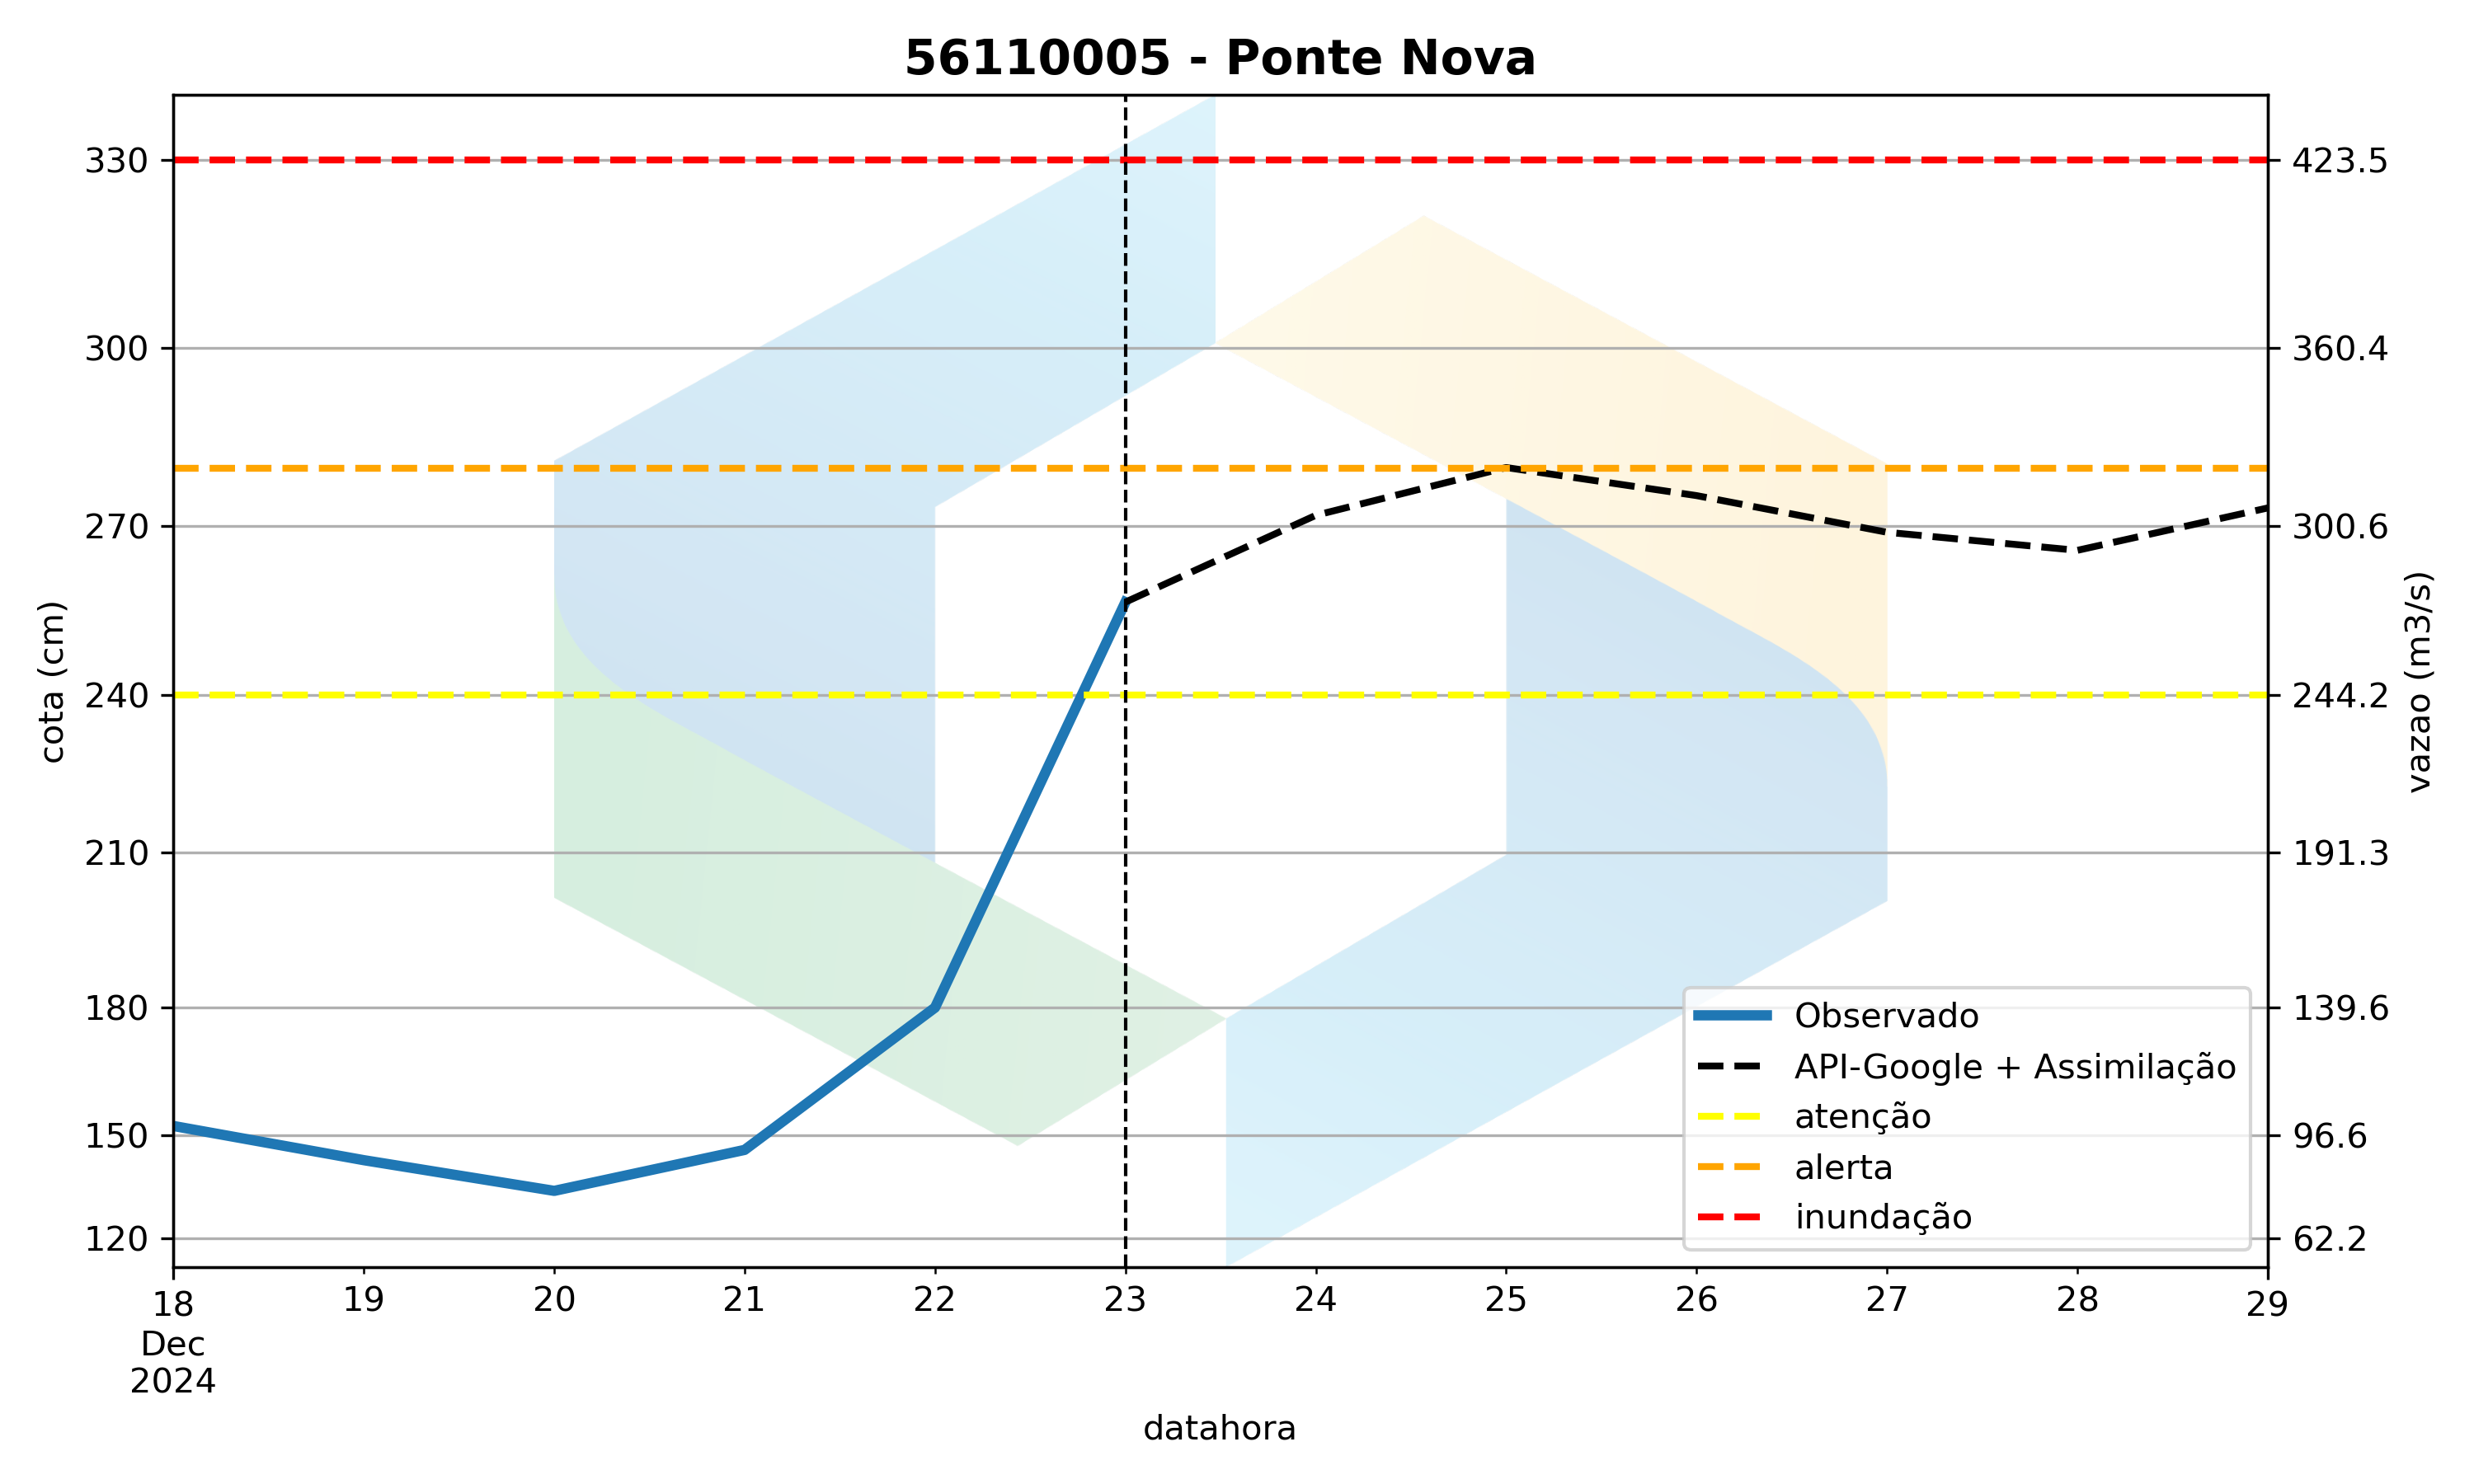 56110005 - Ponte Nova
330
300
270
240
210
180
150
120
cota (cm)
423.5
360.4
300.6
244.2
191.3
139.6
96.6
62.2
vazao (m3/s)
Observado
API-Google + Assimilação
atenção
alerta
inundação
18 19 20 21 22 23 24 25 26 27 28 29
Dec
2024
datahora